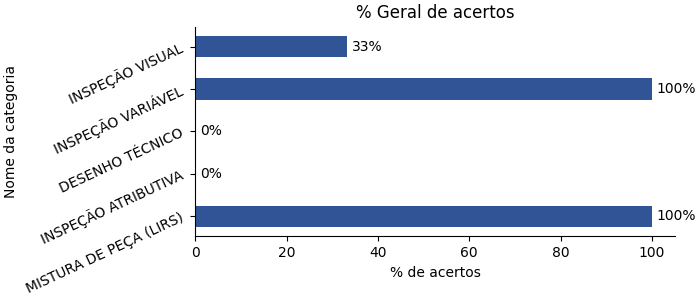 % Geral de acertos
Nome da categoria
INSPEÇÃO VISUAL
33%
INSPEÇÃO VARIÁVEL
100%
DESENHO TÉCNICO
0%
INSPEÇÃO ATRIBUTIVA
0%
MISTURA DE PEÇA (LIRS)
100%
0 20 40 60 80 100
% de acertos